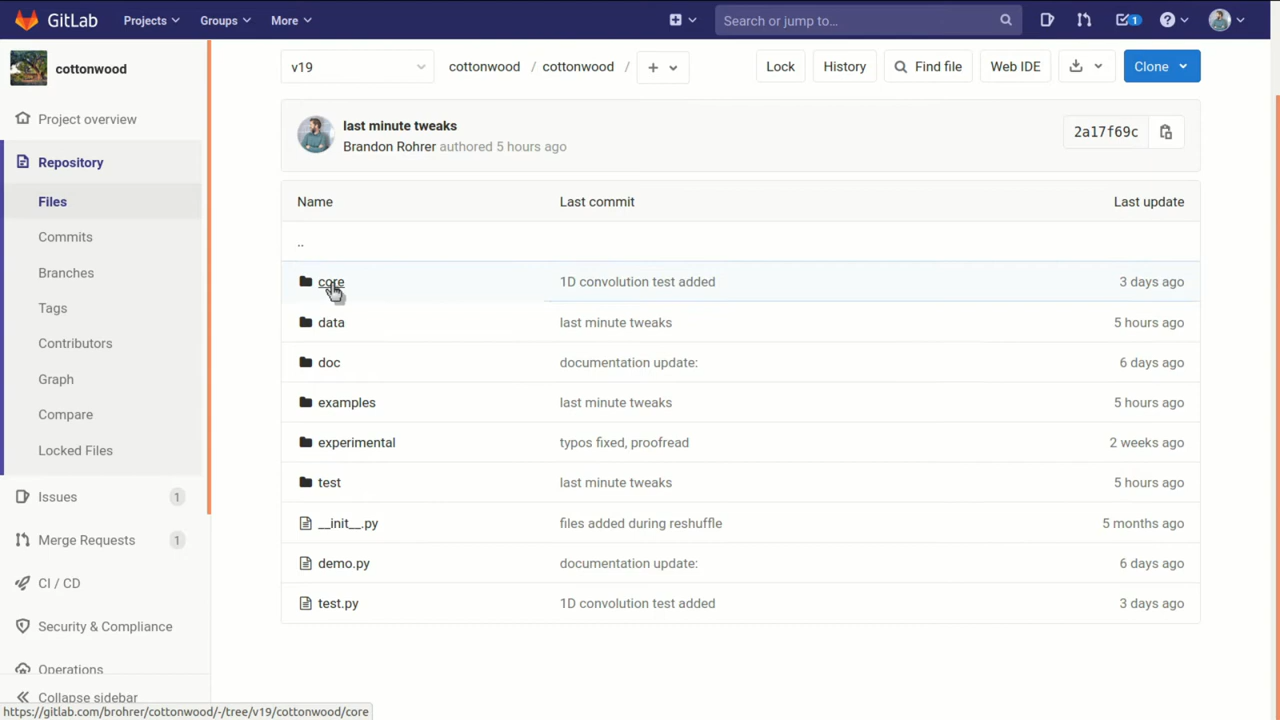 GitLab Projects Groups More Search or jump to... 1
cottonwood
Project overview
Repository
Files
Commits
Branches
Tags
Contributors
Graph
Compare
Locked Files
Issues 1
Merge Requests 1
CI / CD
Security & Compliance
Operations
Collapse sidebar
v19 cottonwood / cottonwood / + Lock History Find file Web IDE Clone
last minute tweaks
Brandon Rohrer authored 5 hours ago
2a17f69c
Name Last commit Last update
..
core 1D convolution test added 3 days ago
data last minute tweaks 5 hours ago
doc documentation update: 6 days ago
examples last minute tweaks 5 hours ago
experimental typos fixed, proofread 2 weeks ago
test last minute tweaks 5 hours ago
__init__.py files added during reshuffle 5 months ago
demo.py documentation update: 6 days ago
test.py 1D convolution test added 3 days ago
https://gitlab.com/brohrer/cottonwood/-/tree/v19/cottonwood/core